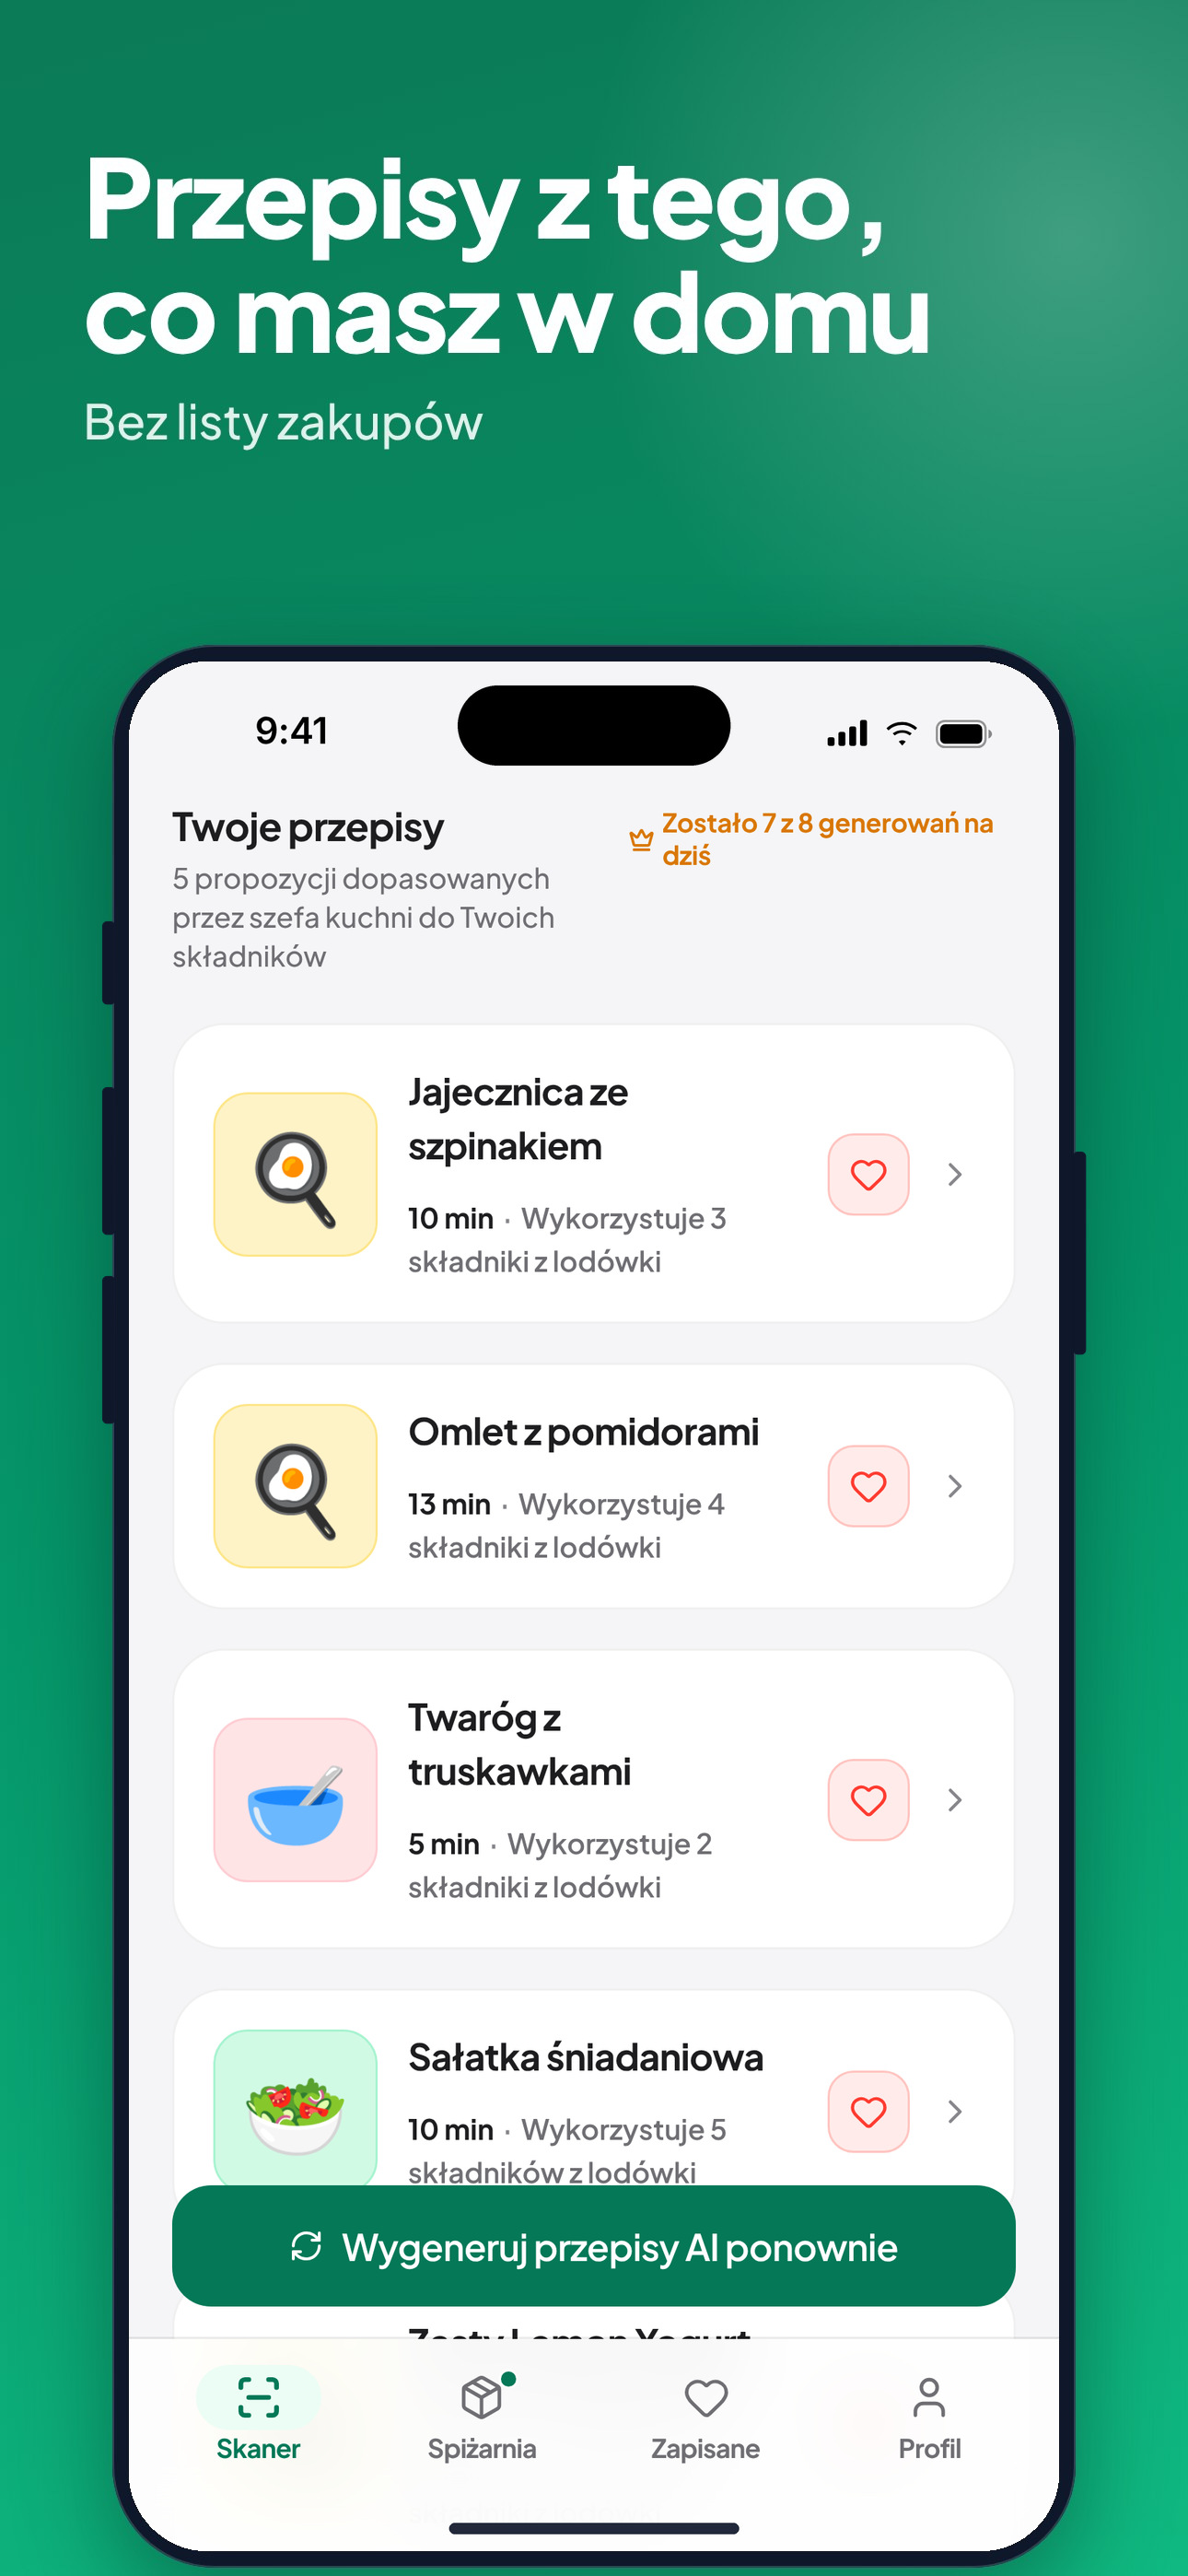 Przepisy z tego,
co masz w domu
Bez listy zakupów
9:41
Twoje przepisy
Zostało 7 z 8 generowań na
dziś
5 propozycji dopasowanych
przez szefa kuchni do Twoich
składników
Jajecznica ze
szpinakiem
10 min · Wykorzystuje 3
składniki z lodówki
Omlet z pomidorami
13 min · Wykorzystuje 4
składniki z lodówki
Twaróg z
truskawkami
5 min · Wykorzystuje 2
składniki z lodówki
Sałatka śniadaniowa
10 min · Wykorzystuje 5
składników z lodówki
Wygeneruj przepisy AI ponownie
Zesty Lemon Yogurt
Skaner
Spiżarnia
Zapisane
Profil